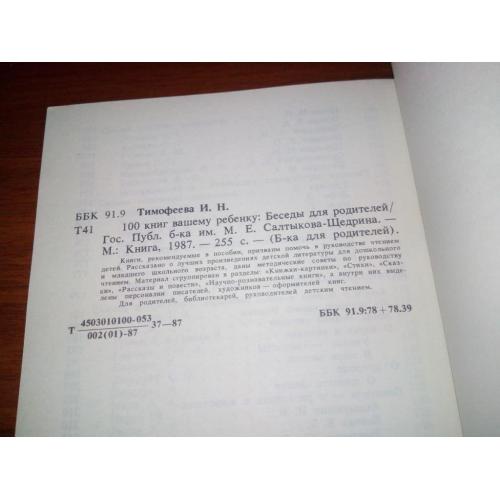 ББК 91.9 Тимофеева И. Н.
Т41 100 книг вашему ребенку: Беседы для родителей/
Гос. Публ. б-ка им. М. Е. Салтыкова-Щедрина. —
М.: Книга, 1987. — 255 с. — (Б-ка для родителей).
Книги, рекомендуемые в пособии, призваны помочь в руководстве чтением
детей. Рассказано о лучших произведениях детской литературы для дошкольного
и младшего школьного возраста, даны методические советы по руководству
чтением. Материал сгруппирован в разделы: «Книжки-картинки», «Стихи», «Сказ-
ки», «Рассказы и повести», «Научно-познавательные книги», а внутри них выде-
лены персоналии писателей, художников — оформителей книг.
Для родителей, библиотекарей, руководителей детским чтением.
Т 4503010100-053 37—87
002(01)-87
ББК 91.9:78 + 78.39